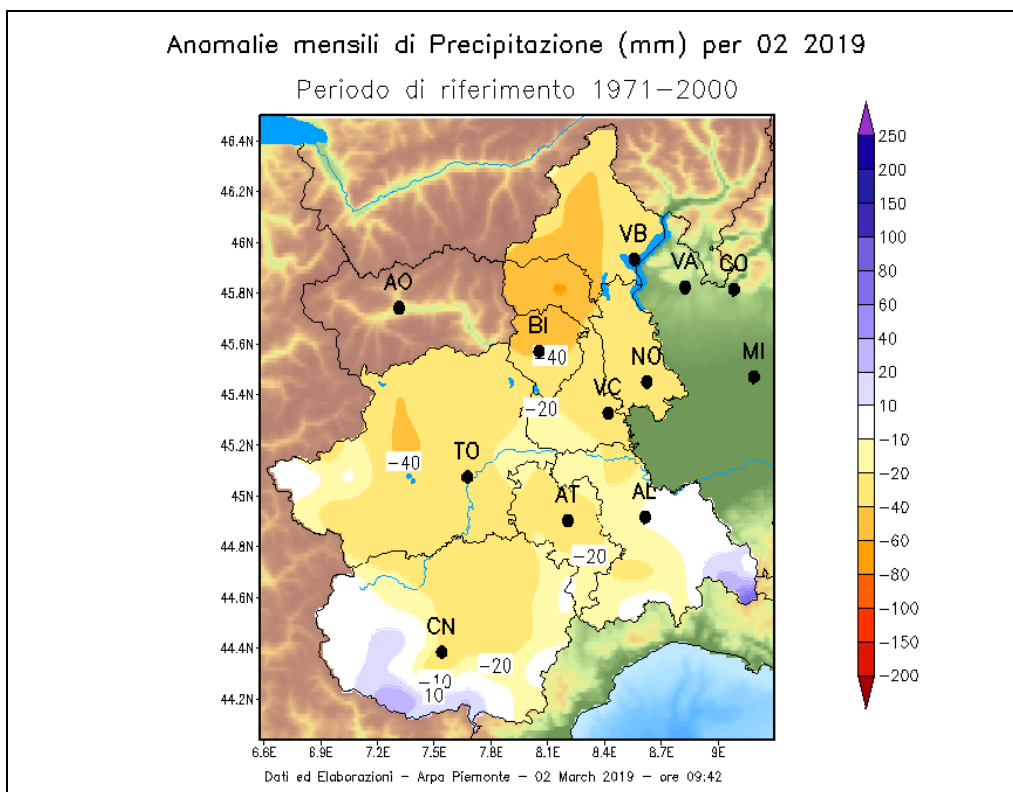 Anomalie mensili di Precipitazione (mm) per 02 2019
Periodo di riferimento 1971-2000
46.4N
46.2N
46N
45.8N
45.6N
45.4N
45.2N
45N
44.8N
44.6N
44.4N
44.2N
VB
VA
CO
AO
BI
-40
MI
NO
VC
-20
TO
-40
AT
AL
-20
CN
-20
-10
10
250
200
150
100
80
60
40
20
10
-10
-20
-40
-60
-80
-100
-150
-200
6.6E 6.9E 7.2E 7.5E 7.8E 8.1E 8.4E 8.7E 9E
Dati ed Elaborazioni - Arpa Piemonte - 02 March 2019 - ore 09:42